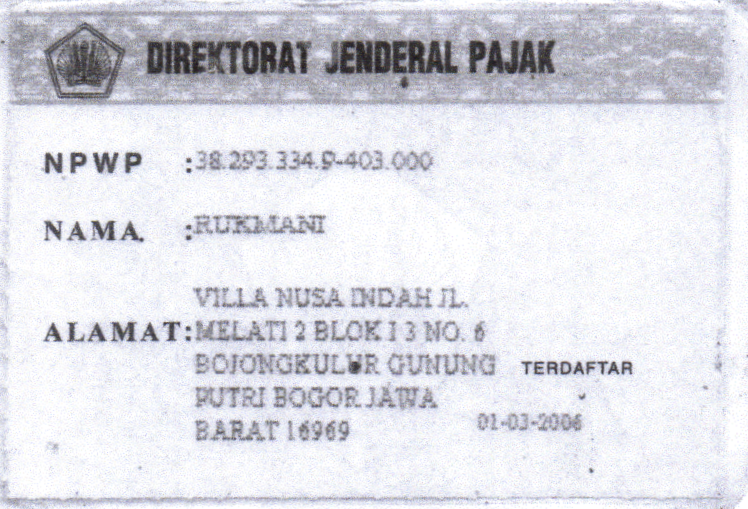 DIREKTORAT JENDERAL PAJAK
NPWP :38.293.334.9-403.000
NAMA. :RUKMANI
VILLA NUSA INDAH JL.
ALAMAT:MELATI 2 BLOK I 3 NO. 6
BOJONGKULUR GUNUNG TERDAFTAR
PUTRI BOGOR JAWA
BARAT 16969 01-03-2006